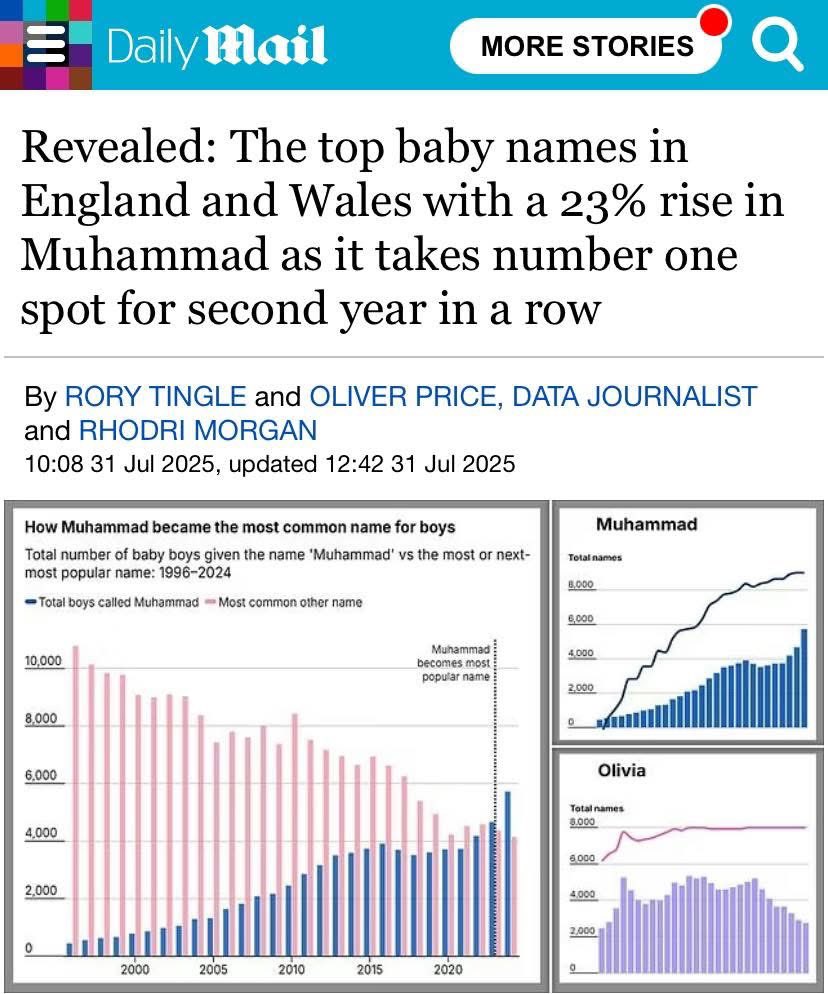 Daily Mail
MORE STORIES
Revealed: The top baby names in
England and Wales with a 23% rise in
Muhammad as it takes number one
spot for second year in a row
By RORY TINGLE and OLIVER PRICE, DATA JOURNALIST
and RHODRI MORGAN
10:08 31 Jul 2025, updated 12:42 31 Jul 2025
How Muhammad became the most common name for boys
Total number of baby boys given the name 'Muhammad' vs the most or next-
most popular name: 1996–2024
Total boys called Muhammad Most common other name
Muhammad
becomes most
popular name
10,000
8,000
6,000
4,000
2,000
0
2000 2005 2010 2015 2020
Muhammad
Total names
8,000
6,000
4,000
2,000
0
Olivia
Total names
8,000
6,000
4,000
2,000
0